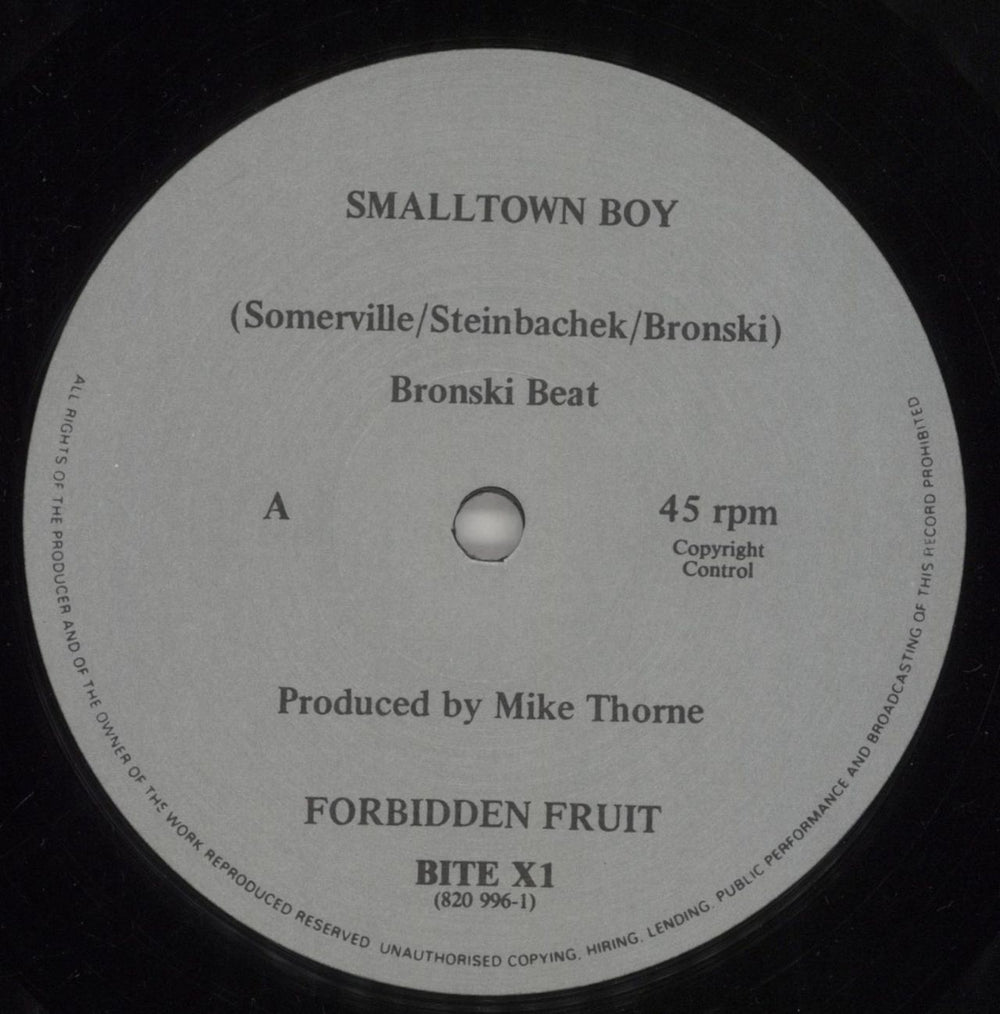 SMALLTOWN BOY
(Somerville/Steinbachek/Bronski)
Bronski Beat
A
45 rpm
Copyright
Control
Produced by Mike Thorne
FORBIDDEN FRUIT
BITE X1
(820 996-1)
ALL RIGHTS OF THE PRODUCER AND OF THE OWNER OF THE WORK REPRODUCED RESERVED UNAUTHORISED COPYING, HIRING, LENDING, PUBLIC PERFORMANCE AND BROADCASTING OF THIS RECORD PROHIBITED